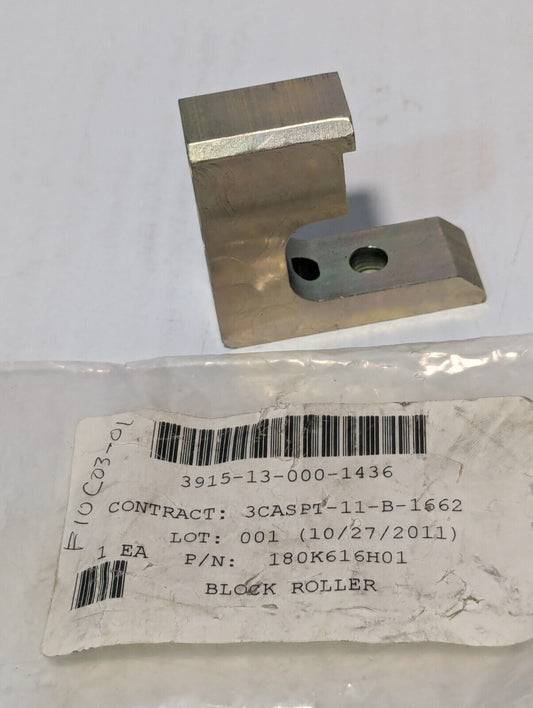 3915-13-000-1436
CONTRACT: 3CASPT-11-B-1662
LOT: 001 (10/27/2011)
1 EA P/N: 180K616H01
BLOCK ROLLER
F10C03-01